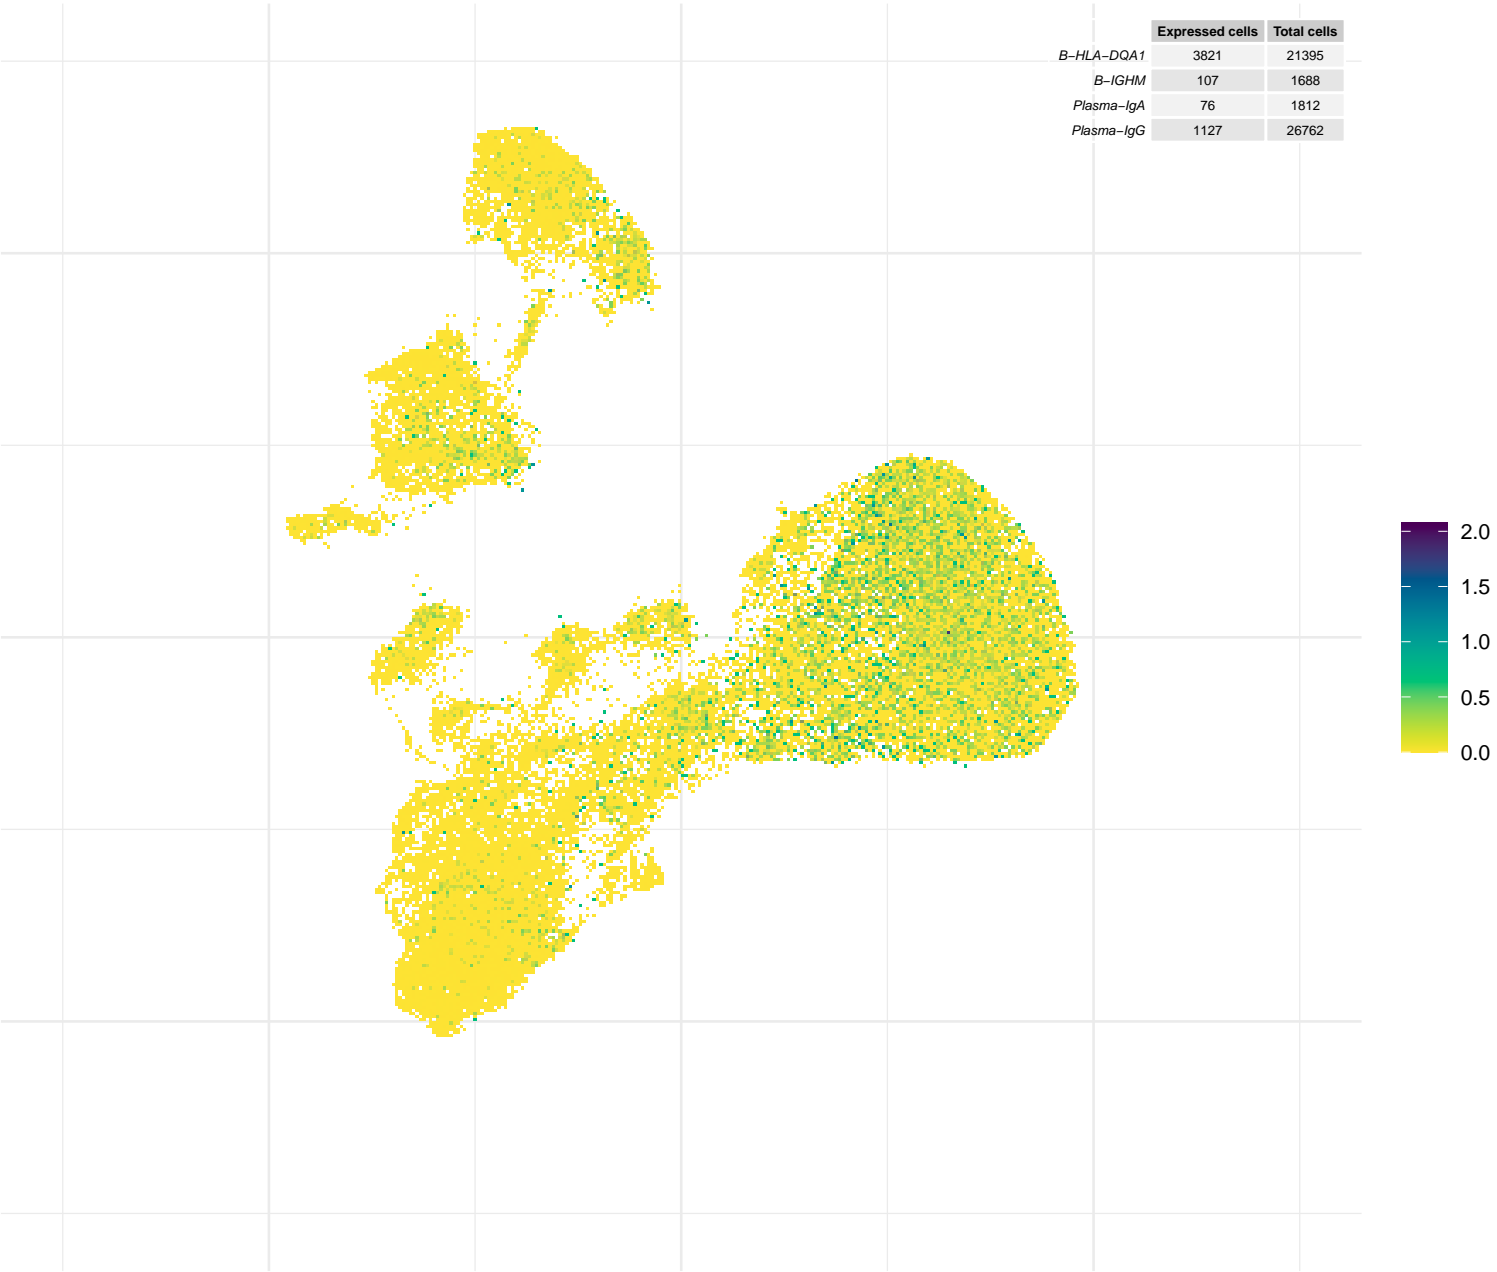 Expressed cells Total cells
B−HLA−DQA1 3821 21395
B−IGHM 107 1688
Plasma−IgA 76 1812
Plasma−IgG 1127 26762
2.0
1.5
1.0
0.5
0.0